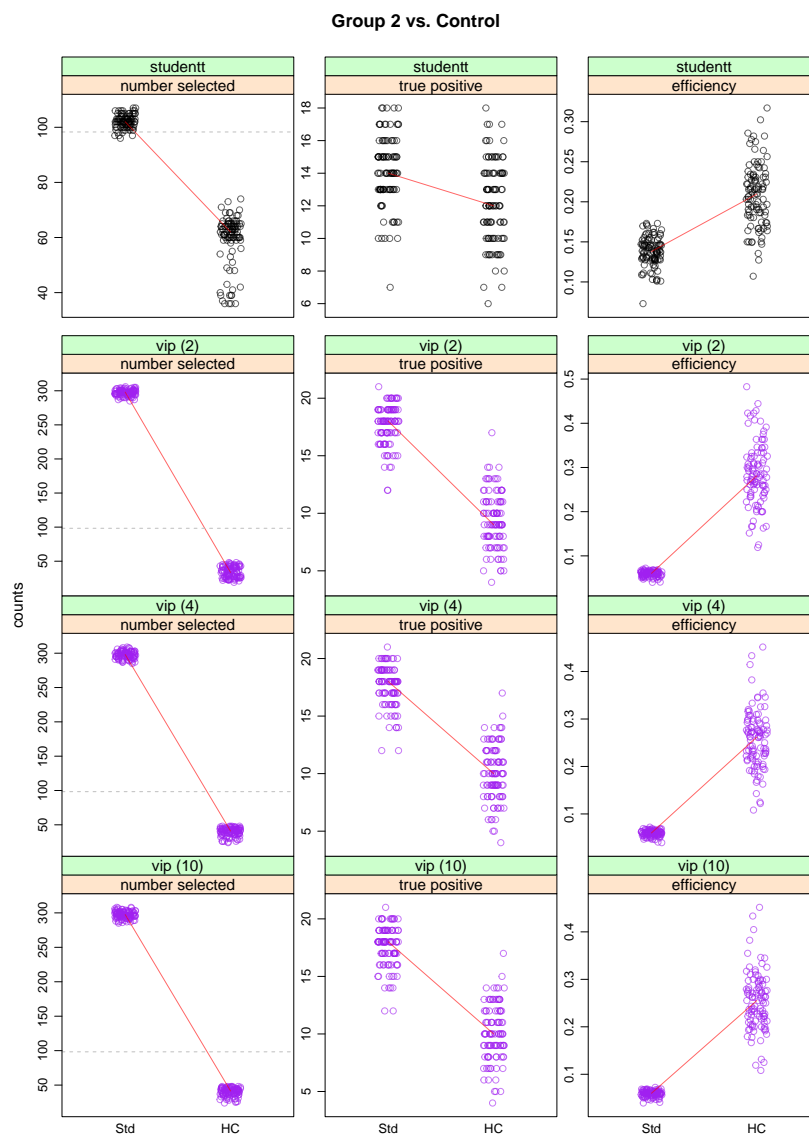 Group 2 vs. Control
studentt studentt studentt
number selected true positive efficiency
40 60 80 100
6 8 10 12 14 16 18
0.10 0.15 0.20 0.25 0.30
vip (2) vip (2) vip (2)
number selected true positive efficiency
50 100 150 200 250 300
5 10 15 20
0.1 0.2 0.3 0.4 0.5
counts
vip (4) vip (4) vip (4)
number selected true positive efficiency
50 100 150 200 250 300
5 10 15 20
0.1 0.2 0.3 0.4
vip (10) vip (10) vip (10)
number selected true positive efficiency
50 100 150 200 250 300
5 10 15 20
0.1 0.2 0.3 0.4
Std HC Std HC Std HC